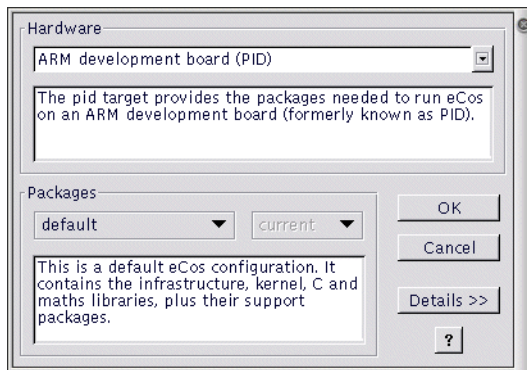 Hardware
ARM development board (PID)
The pid target provides the packages needed to run eCos
on an ARM development board (formerly known as PID).
Packages
default
current
This is a default eCos configuration. It
contains the infrastructure, kernel, C and
maths libraries, plus their support
packages.
OK
Cancel
Details >>
?